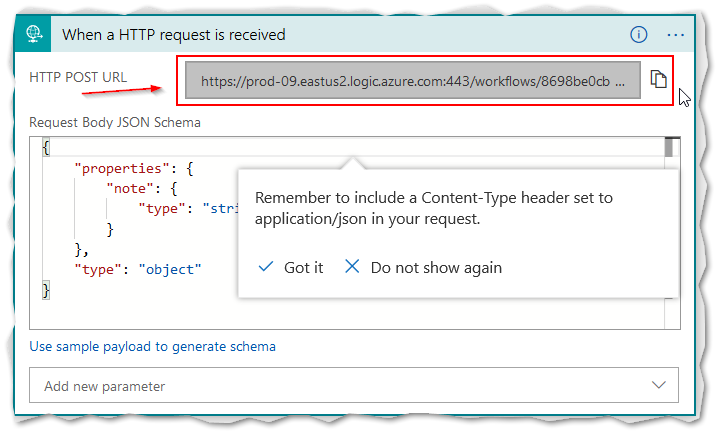 When a HTTP request is received
HTTP POST URL
https://prod-09.eastus2.logic.azure.com:443/workflows/8698be0cb ...
Request Body JSON Schema
{
"properties": {
"note": {
"type": "stri
}
},
"type": "object"
}
Remember to include a Content-Type header set to
application/json in your request.
Got it
Do not show again
Use sample payload to generate schema
Add new parameter